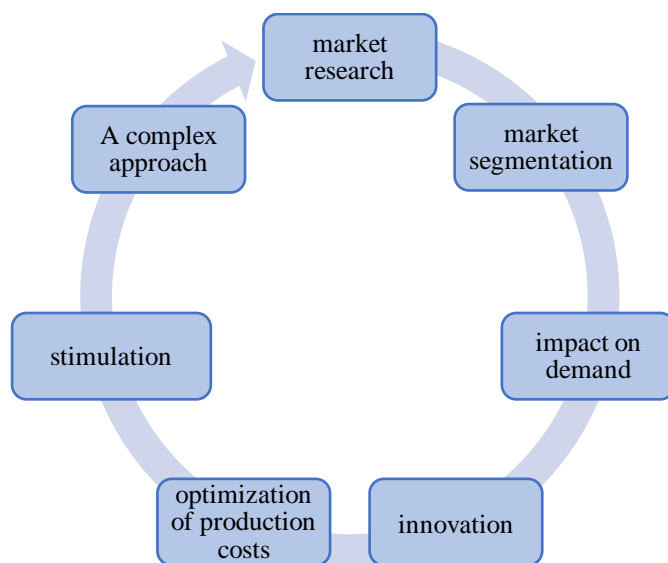 market
research
market
segmentation
impact on
demand
innovation
optimization
of production
costs
stimulation
A complex
approach